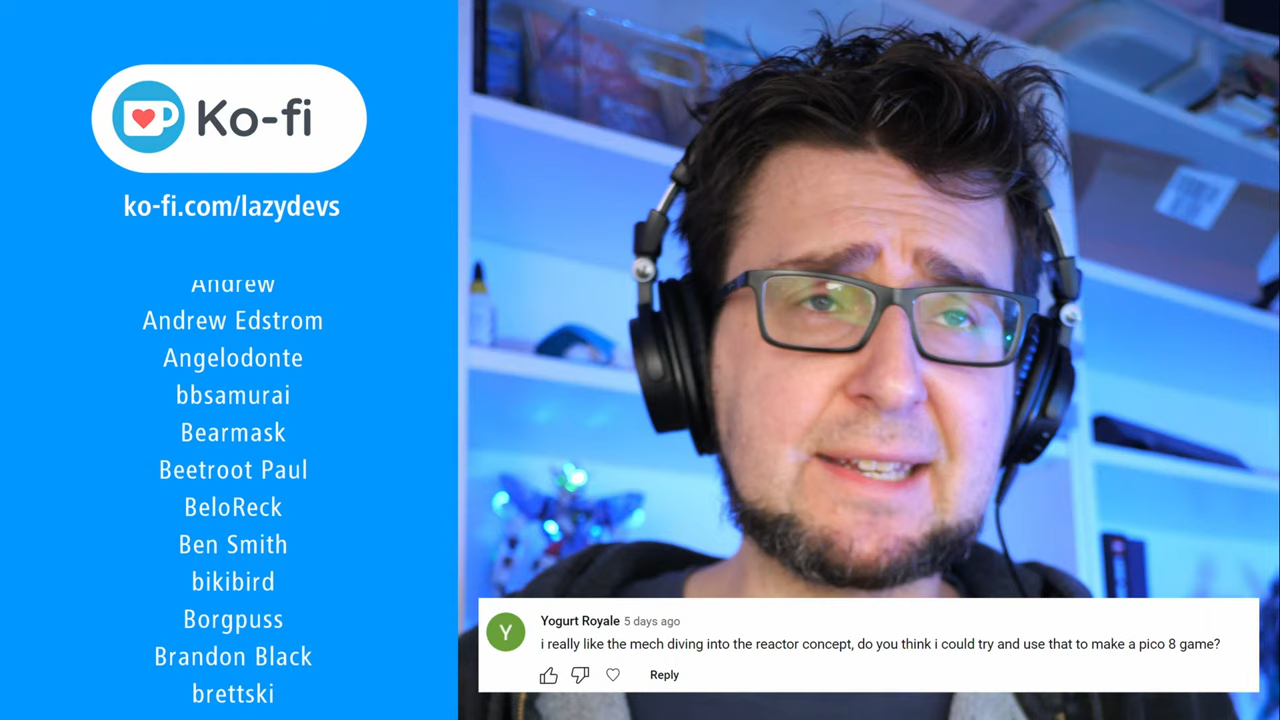 Ko-fi
ko-fi.com/lazydevs
Andrew
Andrew Edstrom
Angelodonte
bbsamurai
Bearmask
Beetroot Paul
BeloReck
Ben Smith
bikibird
Borgpuss
Brandon Black
brettski
Y
Yogurt Royale 5 days ago
i really like the mech diving into the reactor concept, do you think i could try and use that to make a pico 8 game?
Reply